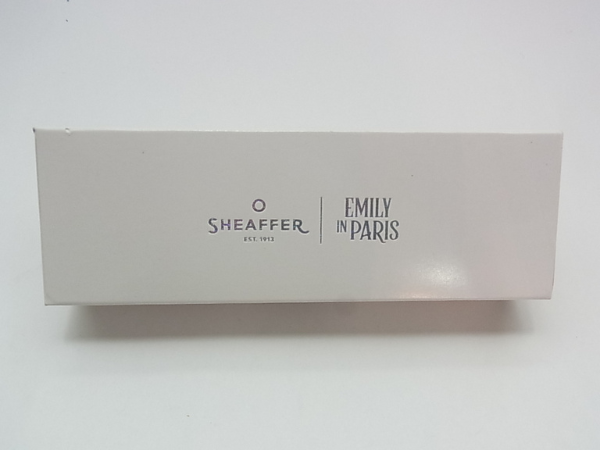 SHEAFFER
EST. 1913
EMILY
IN PARIS